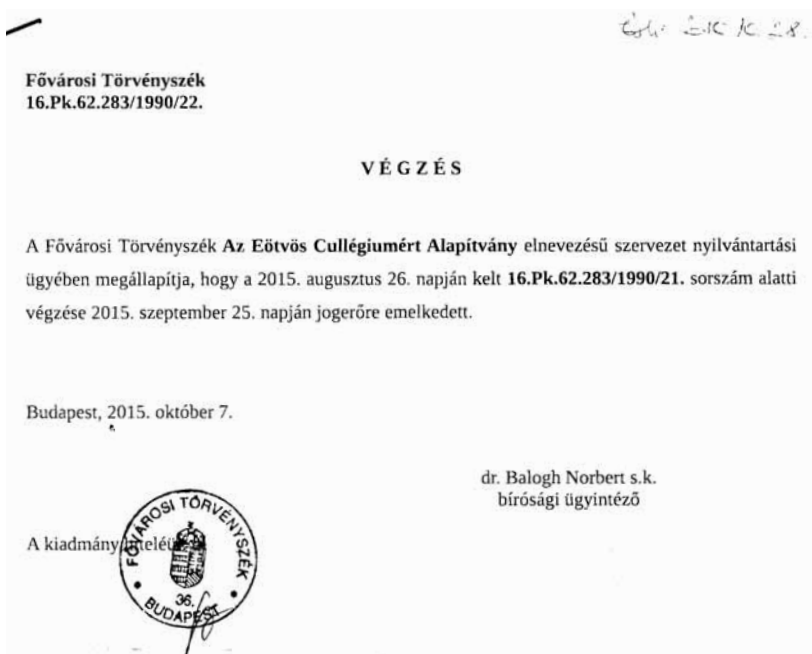 Fővárosi Törvényszék
16.Pk.62.283/1990/22.
V É G Z É S
A Fővárosi Törvényszék Az Eötvös Cullégiumért Alapítvány elnevezésű szervezet nyilvántartási
ügyében megállapítja, hogy a 2015. augusztus 26. napján kelt 16.Pk.62.283/1990/21. sorszám alatti
végzése 2015. szeptember 25. napján jogerőre emelkedett.
Budapest, 2015. október 7.
dr. Balogh Norbert s.k.
bírósági ügyintéző
A kiadmány
FŐVÁROSI TÖRVÉNYSZÉK
36.
BUDAPEST